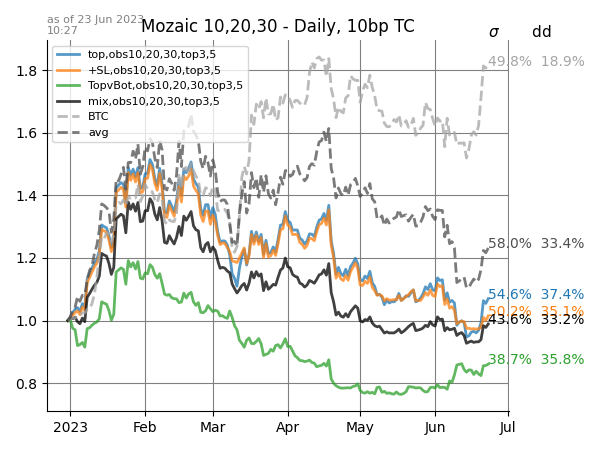 as of 23 Jun 2023
10:27
Mozaic 10,20,30 - Daily, 10bp TC
σ dd
top,obs10,20,30,top3,5
+SL,obs10,20,30,top3,5
TopvBot,obs10,20,30,top3,5
mix,obs10,20,30,top3,5
BTC
avg
1.8
1.6
1.4
1.2
1.0
0.8
49.8% 18.9%
58.0% 33.4%
54.6% 37.4%
50.2% 35.1%
43.6% 33.2%
38.7% 35.8%
2023 Feb Mar Apr May Jun Jul